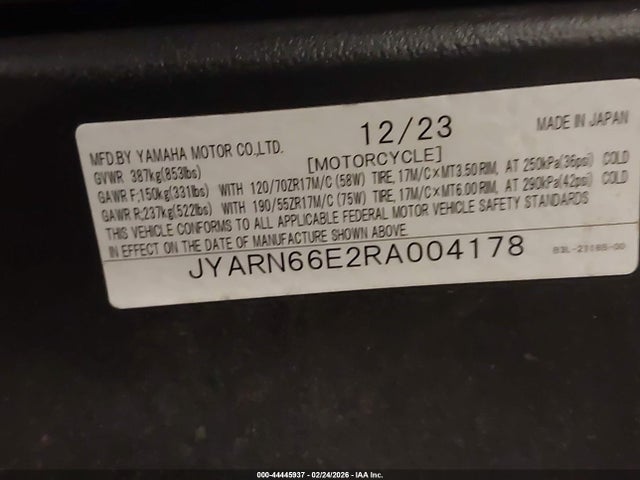 MFD.BY YAMAHA MOTOR CO.,LTD. 12/23 MADE IN JAPAN
GVWR 387kg(853lbs) [MOTORCYCLE]
GAWR F;150kg(331lbs) WITH 120/70ZR17M/C (58W) TIRE, 17M/C×MT3.50 RIM, AT 250kPa(36psi) COLD
GAWR R;237kg(522lbs) WITH 190/55ZR17M/C (75W) TIRE, 17M/C×MT6.00 RIM, AT 290kPa(42psi) COLD
THIS VEHICLE CONFORMS TO ALL APPLICABLE FEDERAL MOTOR VEHICLE SAFETY STANDARDS
IN EFFECT ON THE DATE OF MANUFACTURE SHOWN ABOVE.
JYARN66E2RA004178
000-44445937 - 02/24/2026 - IAA Inc.